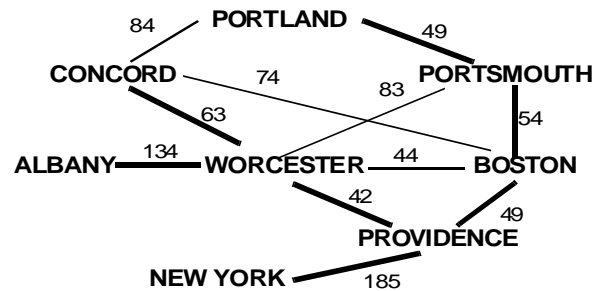 84 PORTLAND 49
CONCORD 74 83 PORTSMOUTH
63 54
ALBANY 134 WORCESTER 44 BOSTON
42 49
PROVIDENCE
NEW YORK 185